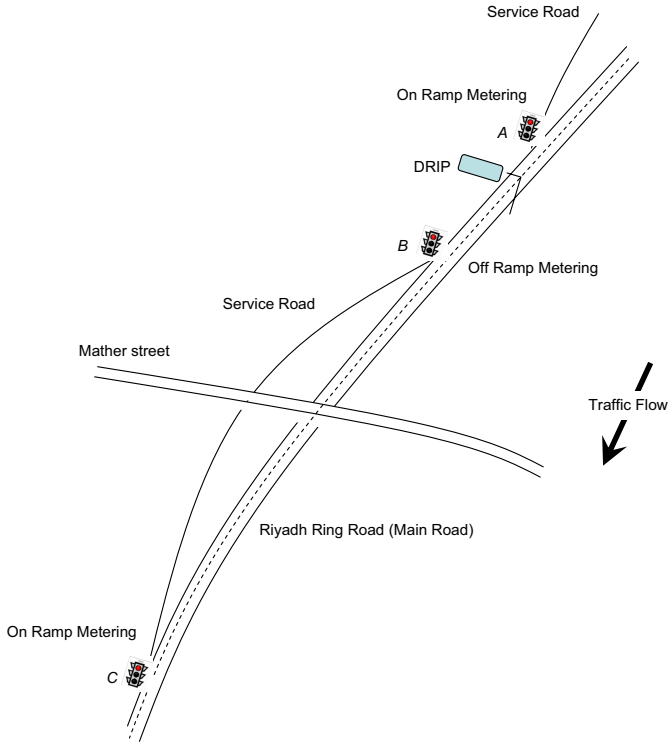 Service Road
On Ramp Metering
A
DRIP
B
Off Ramp Metering
Service Road
Mather street
Traffic Flow
Riyadh Ring Road (Main Road)
On Ramp Metering
C